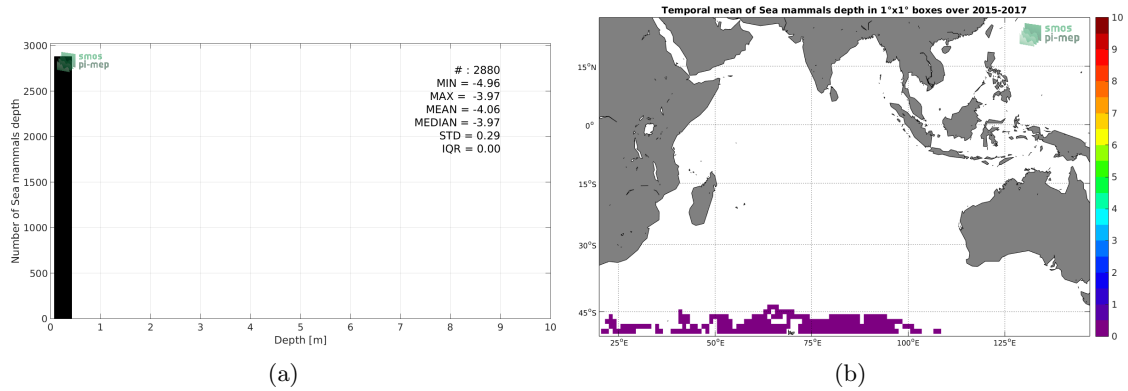 3000
2500
2000
1500
1000
500
0
Number of Sea mammals depth
smos
pi-mep
# : 2880
MIN = -4.96
MAX = -3.97
MEAN = -4.06
MEDIAN = -3.97
STD = 0.29
IQR = 0.00
0 1 2 3 4 5 6 7 8 9 10
Depth [m]
(a)
Temporal mean of Sea mammals depth in 1°x1° boxes over 2015-2017
smos
pi-mep
15°N
0°
15°S
30°S
45°S
25°E 50°E 75°E 100°E 125°E
10
9
8
7
6
5
4
3
2
1
0
(b)